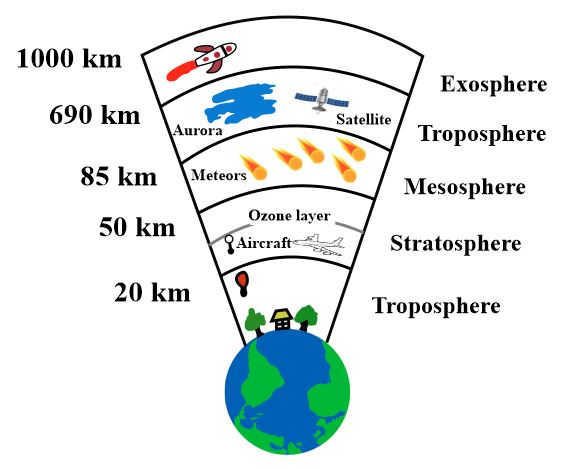 1000 km
Exosphere
690 km
Aurora
Satellite
Troposphere
85 km
Meteors
Mesosphere
50 km
Ozone layer
Aircraft
Stratosphere
20 km
Troposphere